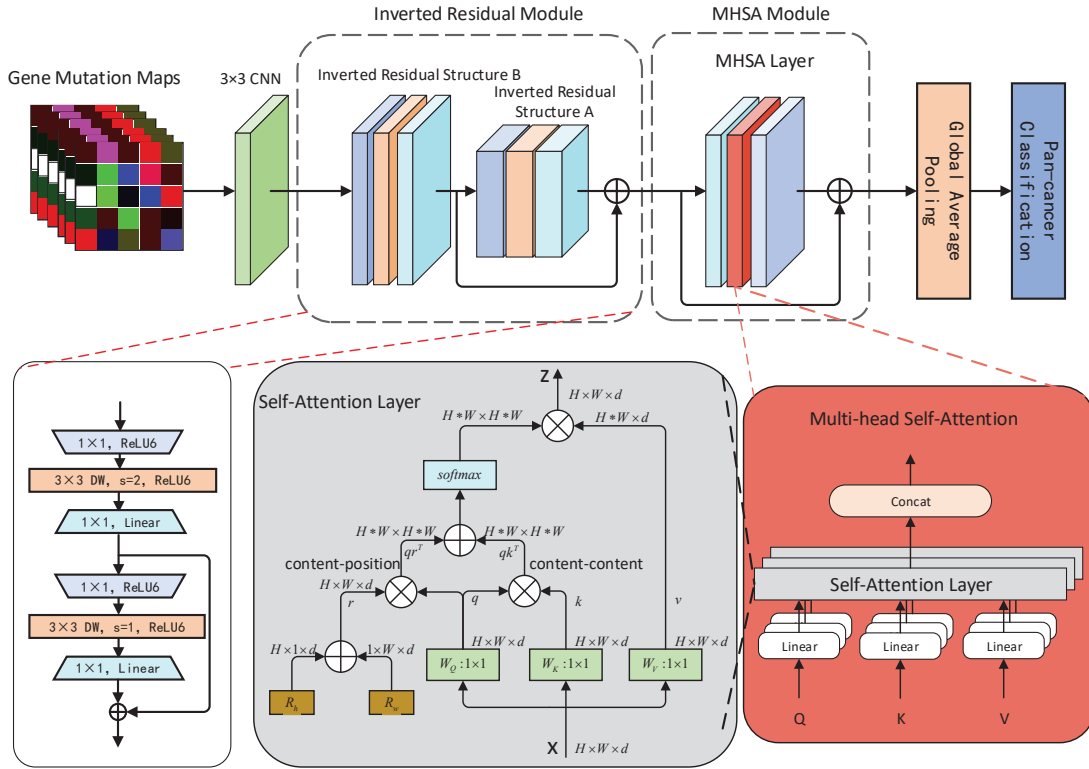 Inverted Residual Module
MHSA Module
Gene Mutation Maps
3×3 CNN
Inverted Residual Structure B
Inverted Residual
Structure A
MHSA Layer
Global Average
Pooling
Pan-cancer
Classification
1×1, ReLU6
3×3 DW, s=2, ReLU6
1×1, Linear
1×1, ReLU6
3×3 DW, s=1, ReLU6
1×1, Linear
Self-Attention Layer
Z
H×W×d
H*W×H*W
H*W×d
softmax
H*W×H*W
H*W×H*W
qr^T
qk^T
content-position
content-content
H×W×d
r
q
k
v
H×1×d
1×W×d
H×W×d
H×W×d
H×W×d
R_h
R_w
W_Q:1×1
W_K:1×1
W_V:1×1
X
H×W×d
Multi-head Self-Attention
Concat
Self-Attention Layer
Linear
Linear
Linear
Q
K
V